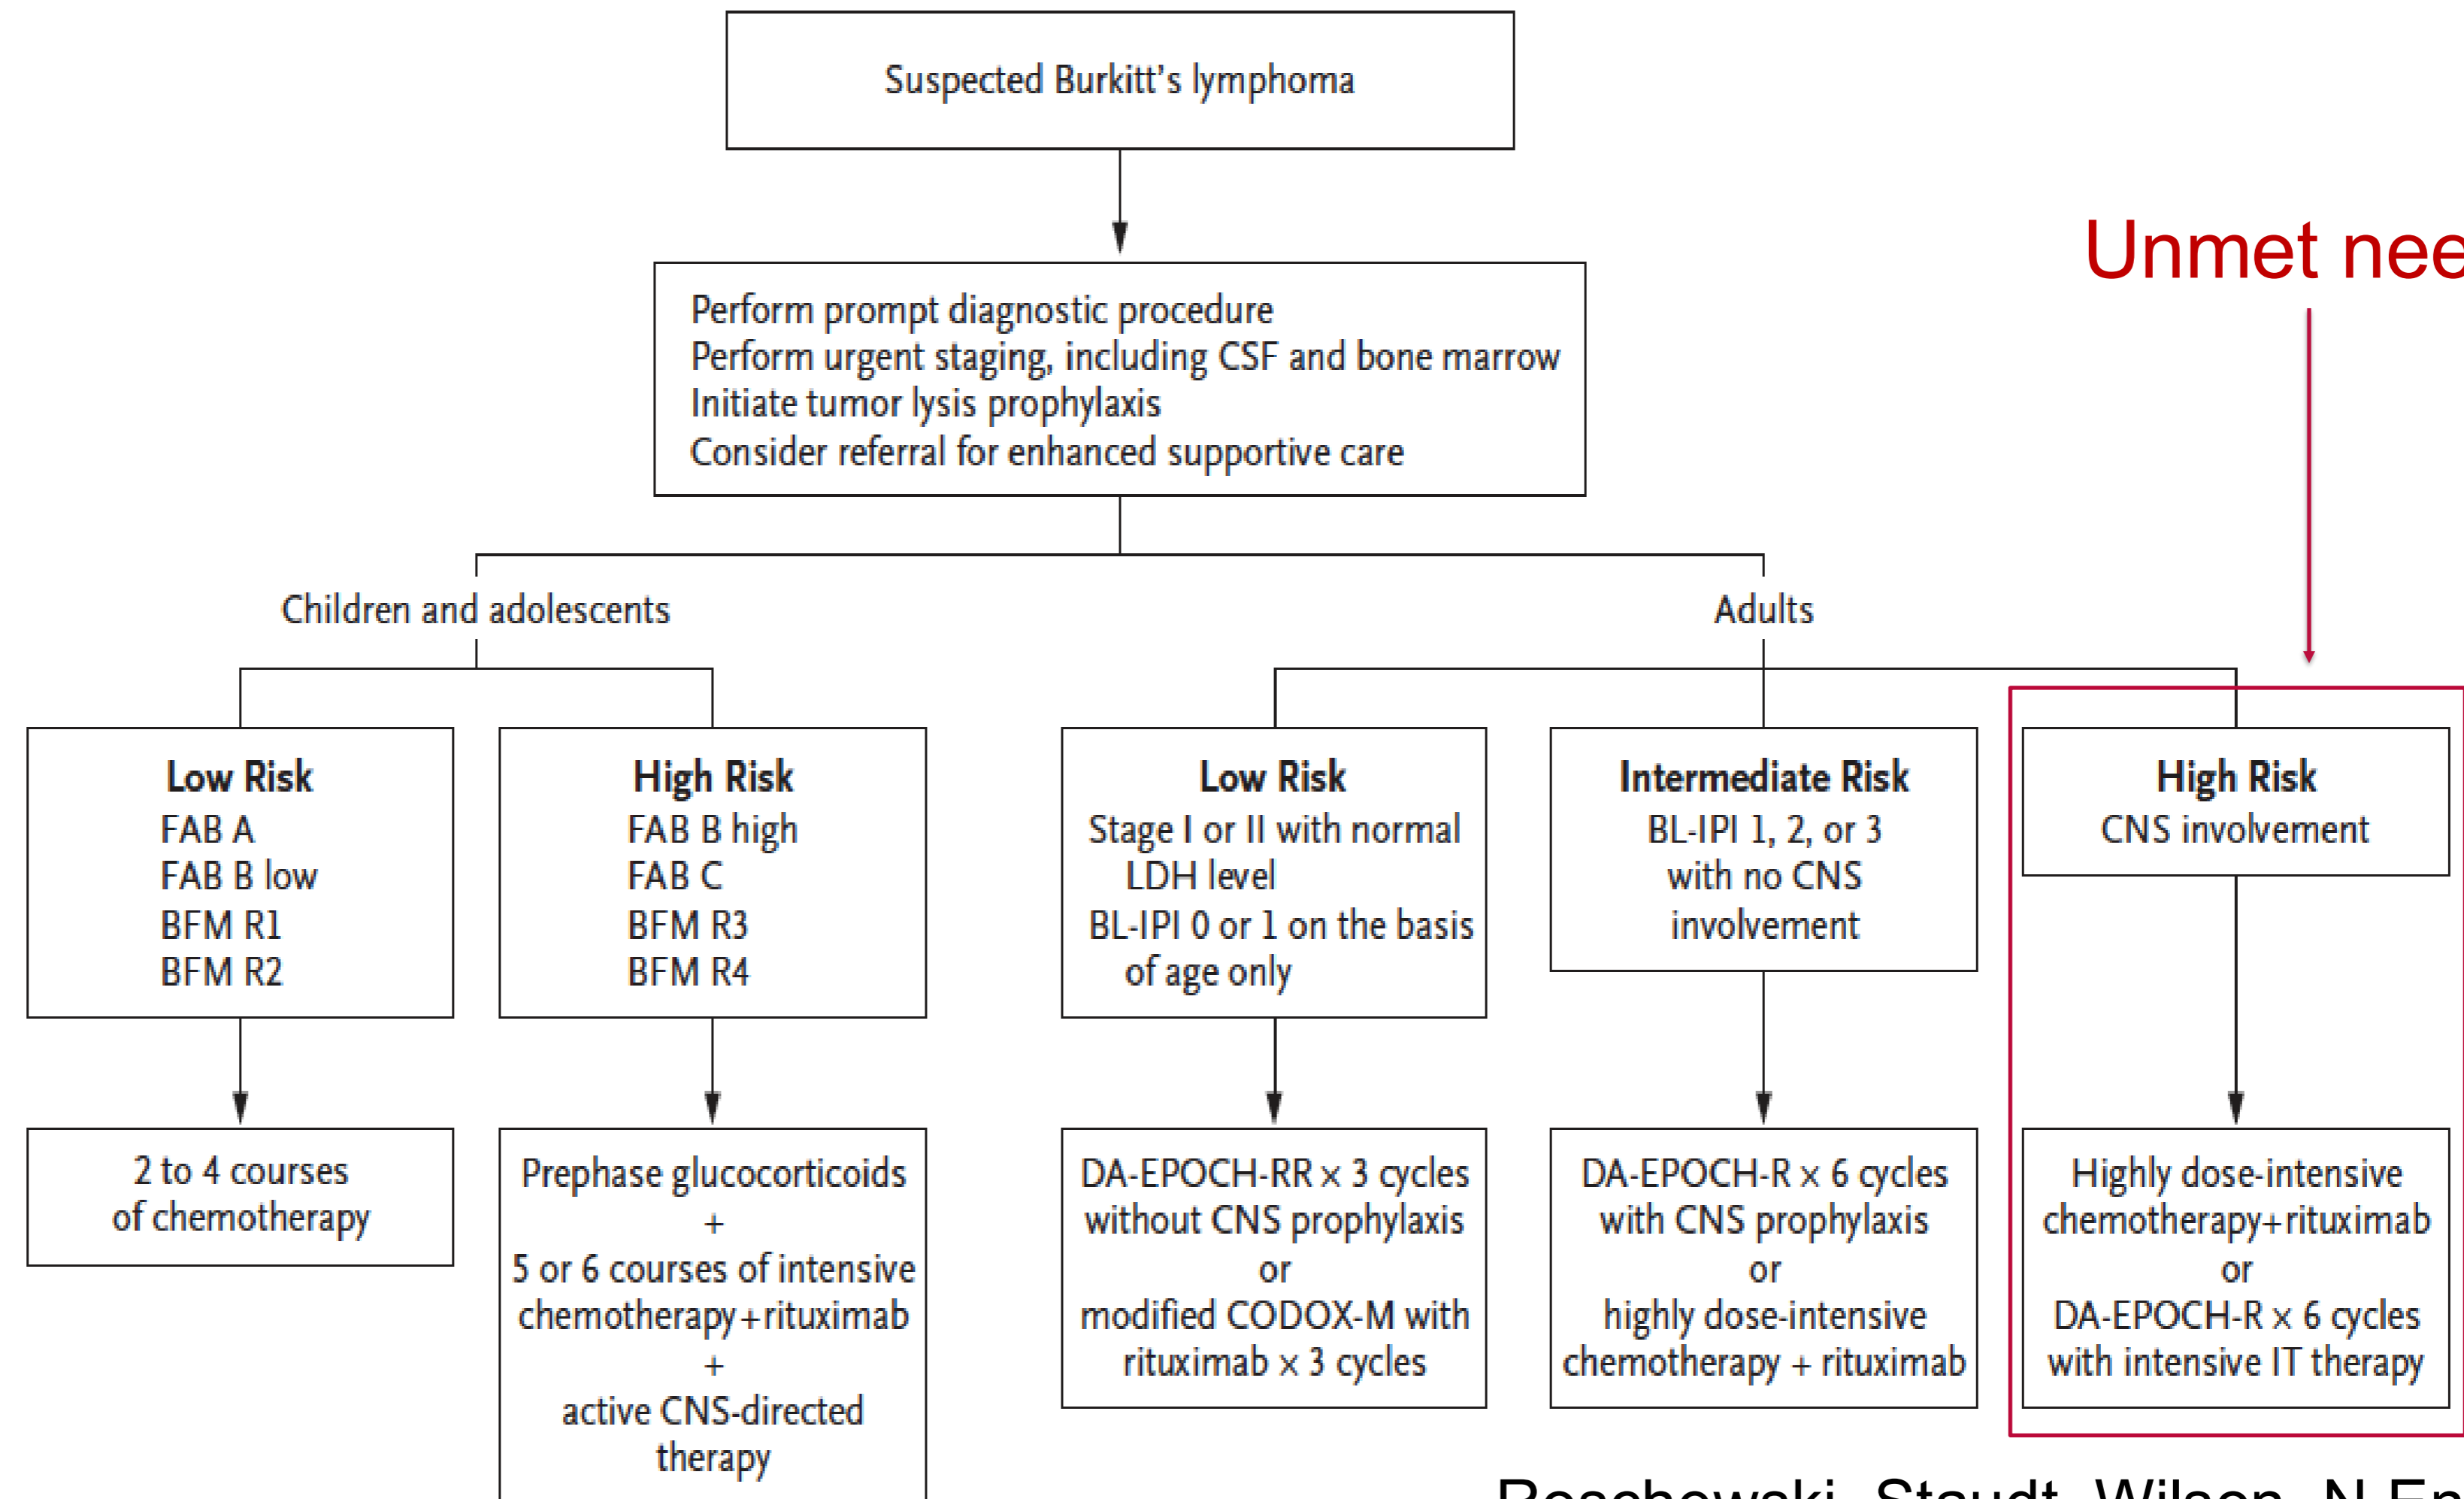 Suspected Burkitt's lymphoma
Unmet nee
Perform prompt diagnostic procedure
Perform urgent staging, including CSF and bone marrow
Initiate tumor lysis prophylaxis
Consider referral for enhanced supportive care
Children and adolescents
Adults
Low Risk
FAB A
FAB B low
BFM R1
BFM R2
High Risk
FAB B high
FAB C
BFM R3
BFM R4
Low Risk
Stage I or II with normal
LDH level
BL-IPI 0 or 1 on the basis
of age only
Intermediate Risk
BL-IPI 1, 2, or 3
with no CNS
involvement
High Risk
CNS involvement
2 to 4 courses
of chemotherapy
Prephase glucocorticoids
+
5 or 6 courses of intensive
chemotherapy+rituximab
+
active CNS-directed
therapy
DA-EPOCH-RR × 3 cycles
without CNS prophylaxis
or
modified CODOX-M with
rituximab × 3 cycles
DA-EPOCH-R × 6 cycles
with CNS prophylaxis
or
highly dose-intensive
chemotherapy + rituximab
Highly dose-intensive
chemotherapy+rituximab
or
DA-EPOCH-R × 6 cycles
with intensive IT therapy
Roschewski, Staudt, Wilson, N En